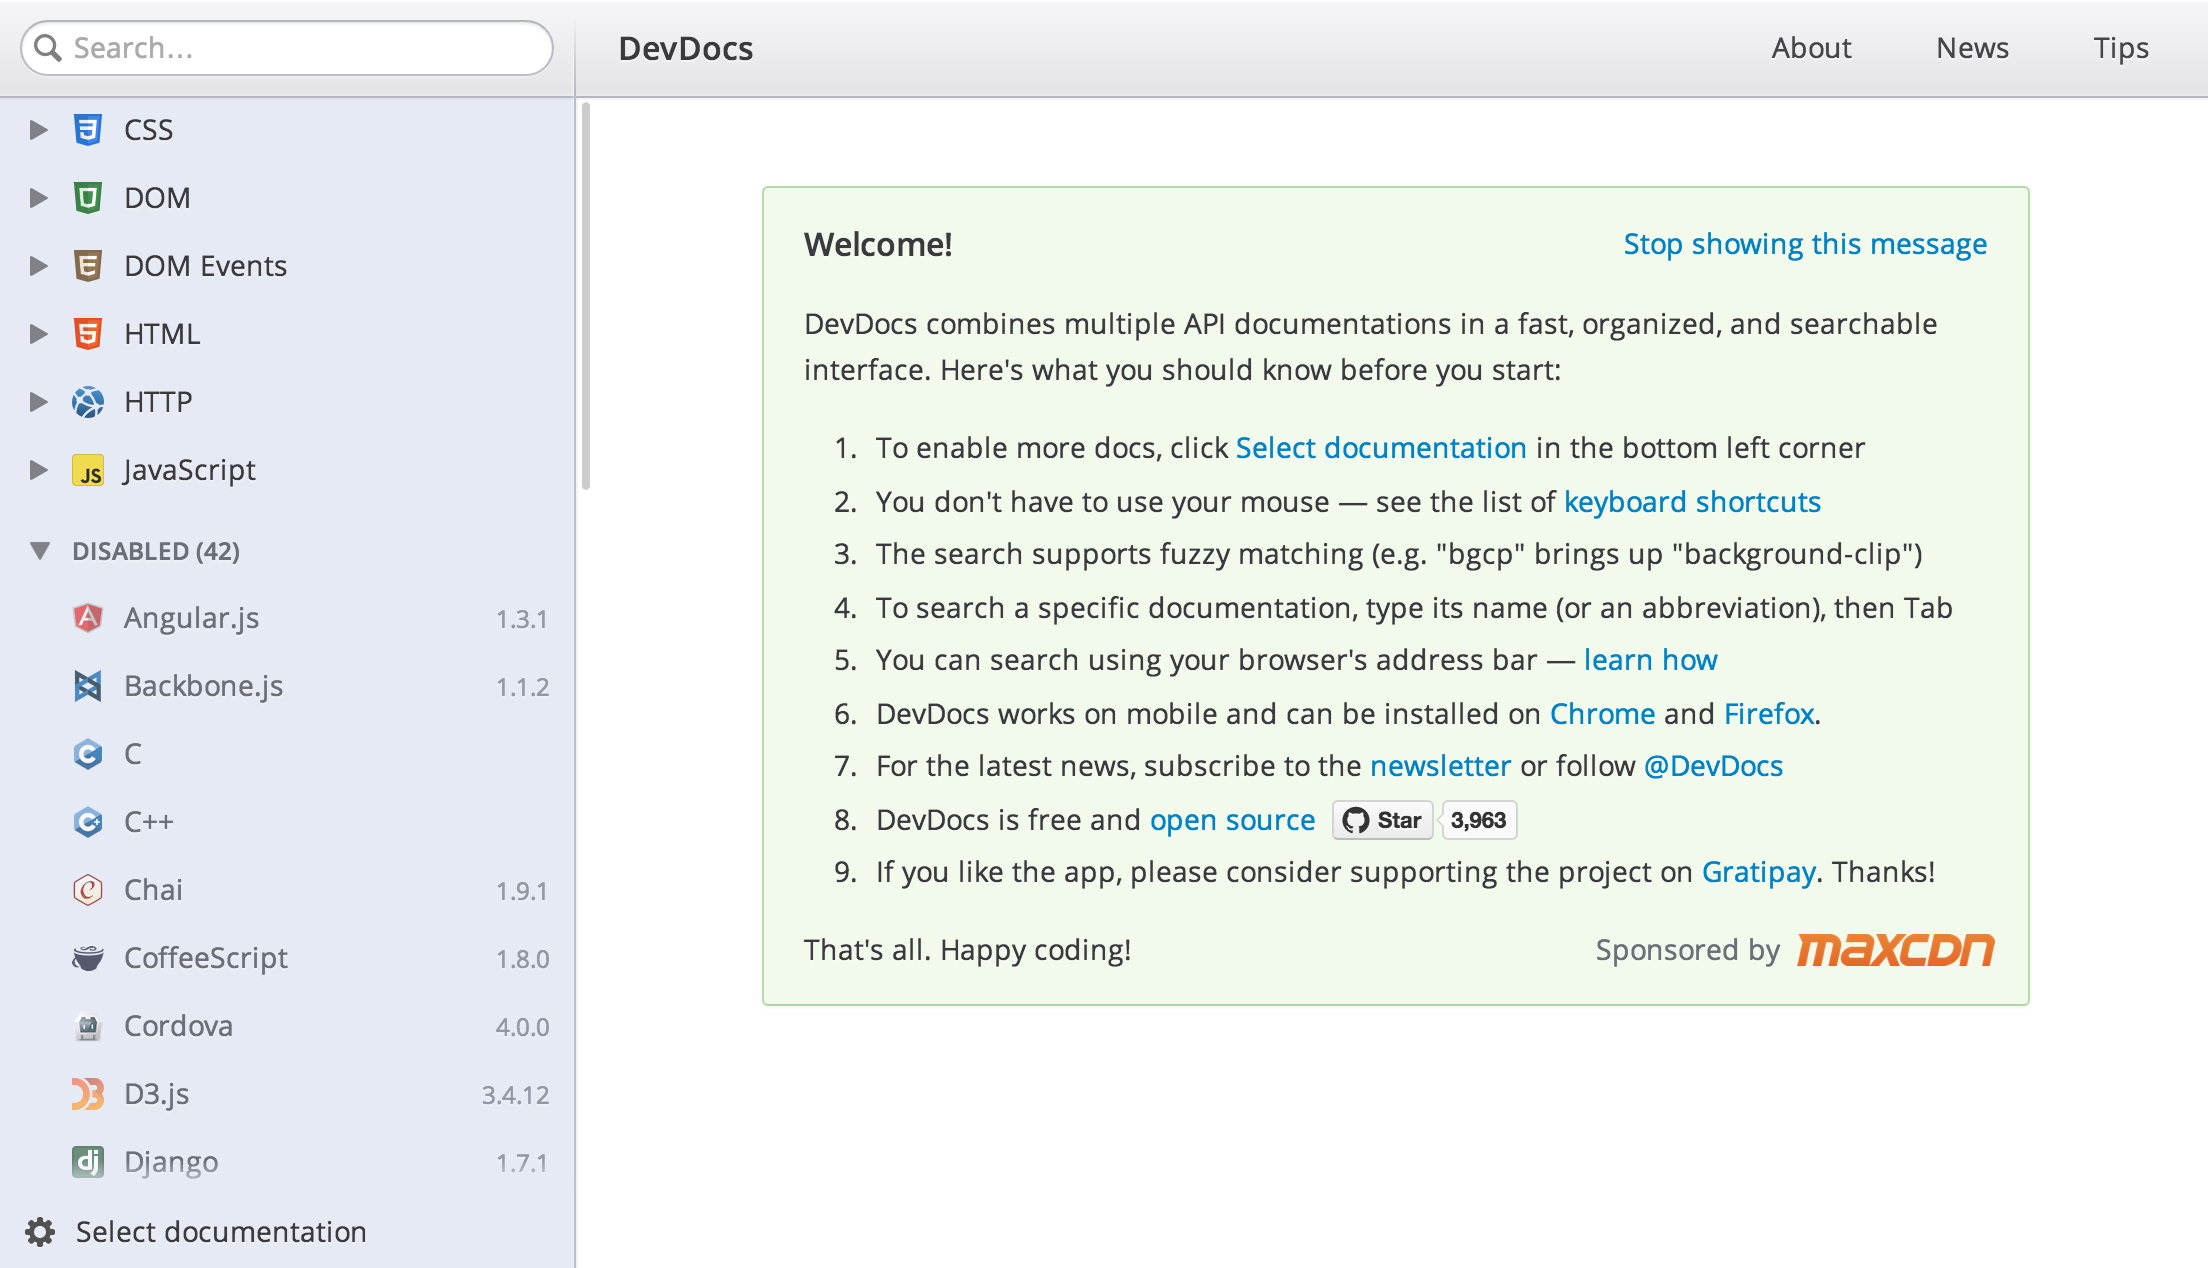 Search...
DevDocs
About
News
Tips
CSS
DOM
DOM Events
HTML
HTTP
JS JavaScript
DISABLED (42)
Angular.js 1.3.1
Backbone.js 1.1.2
C
C++
Chai 1.9.1
CoffeeScript 1.8.0
Cordova 4.0.0
D3.js 3.4.12
dj Django 1.7.1
Select documentation
Welcome!
Stop showing this message
DevDocs combines multiple API documentations in a fast, organized, and searchable
interface. Here's what you should know before you start:
1. To enable more docs, click Select documentation in the bottom left corner
2. You don't have to use your mouse — see the list of keyboard shortcuts
3. The search supports fuzzy matching (e.g. "bgcp" brings up "background-clip")
4. To search a specific documentation, type its name (or an abbreviation), then Tab
5. You can search using your browser's address bar — learn how
6. DevDocs works on mobile and can be installed on Chrome and Firefox.
7. For the latest news, subscribe to the newsletter or follow @DevDocs
8. DevDocs is free and open source Star 3,963
9. If you like the app, please consider supporting the project on Gratipay. Thanks!
That's all. Happy coding!
Sponsored by maxcdn